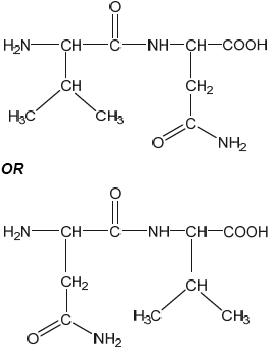 O
H₂N CH C NH CH COOH
CH CH₂
H₃C CH₃ C
O NH₂
OR
O
H₂N CH C NH CH COOH
CH₂ CH
C H₃C CH₃
O NH₂